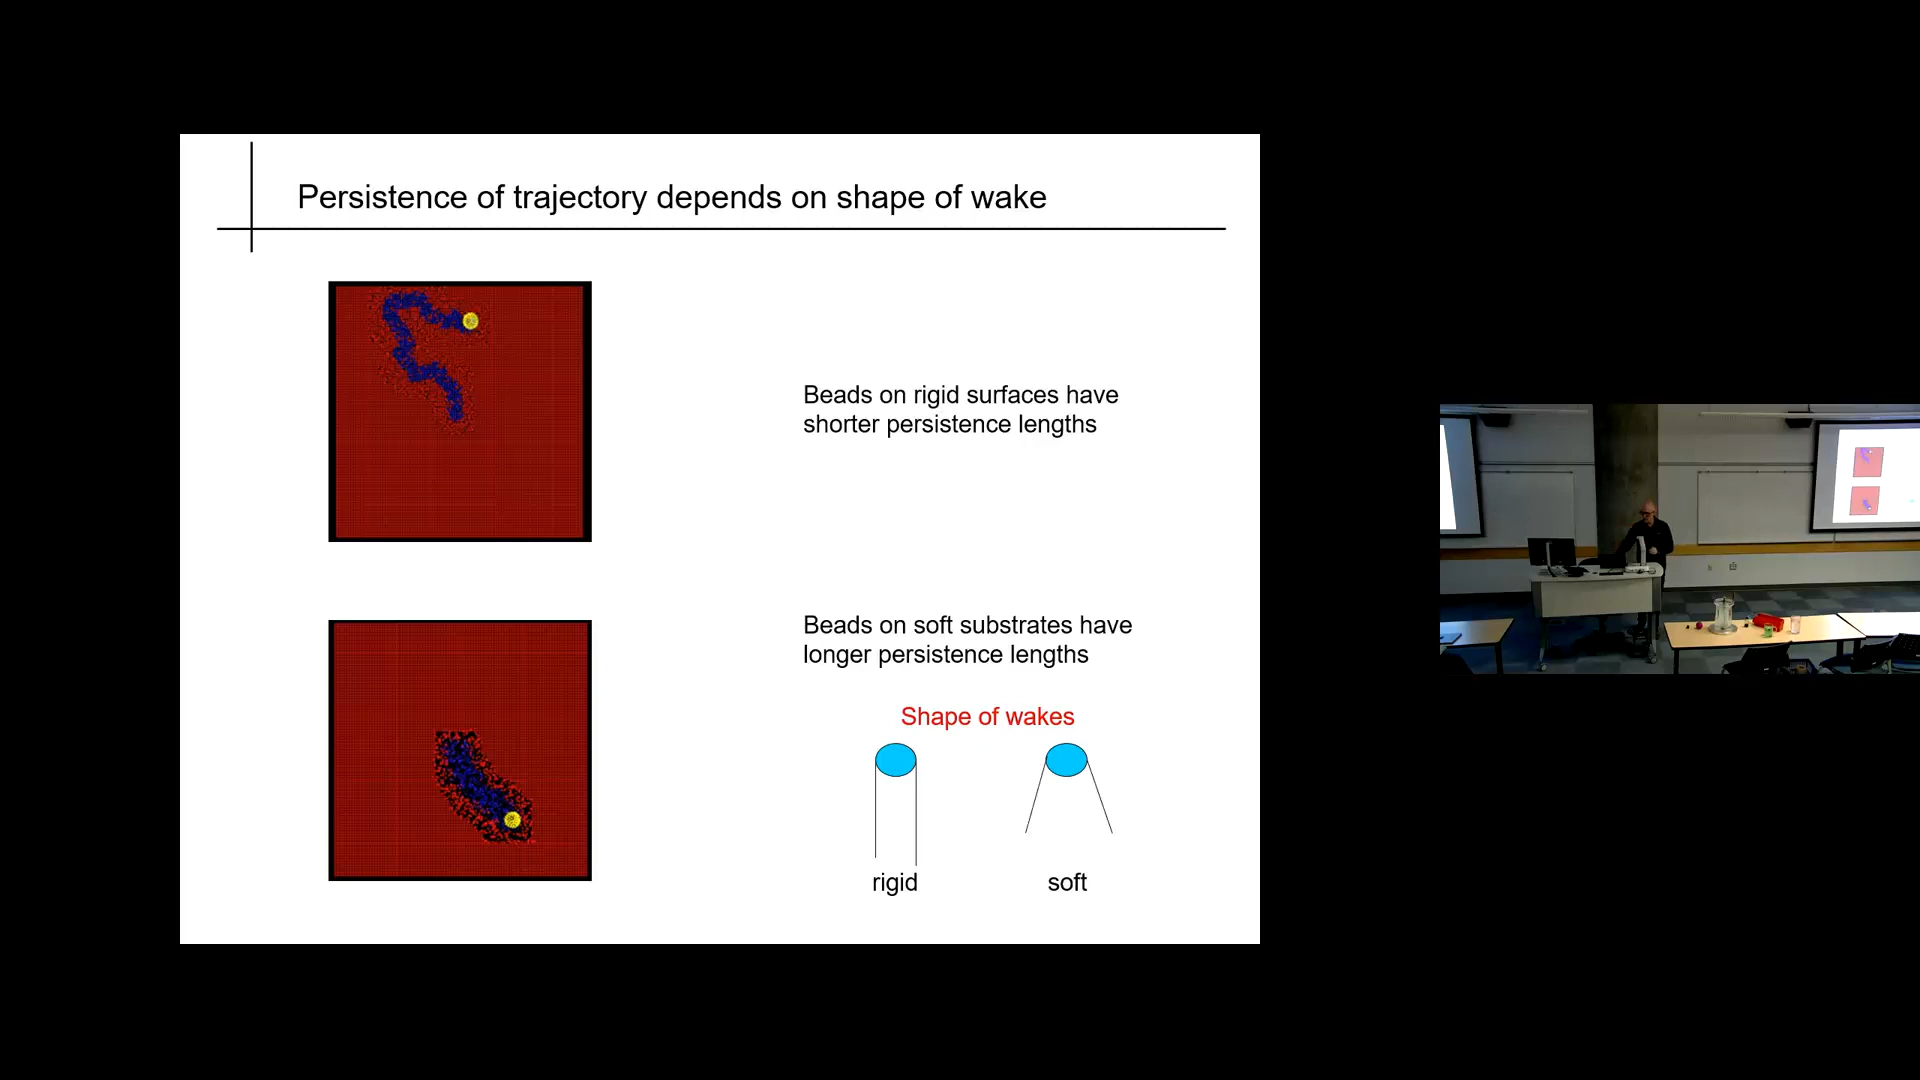 Persistence of trajectory depends on shape of wake
Beads on rigid surfaces have
shorter persistence lengths
Beads on soft substrates have
longer persistence lengths
Shape of wakes
rigid
soft